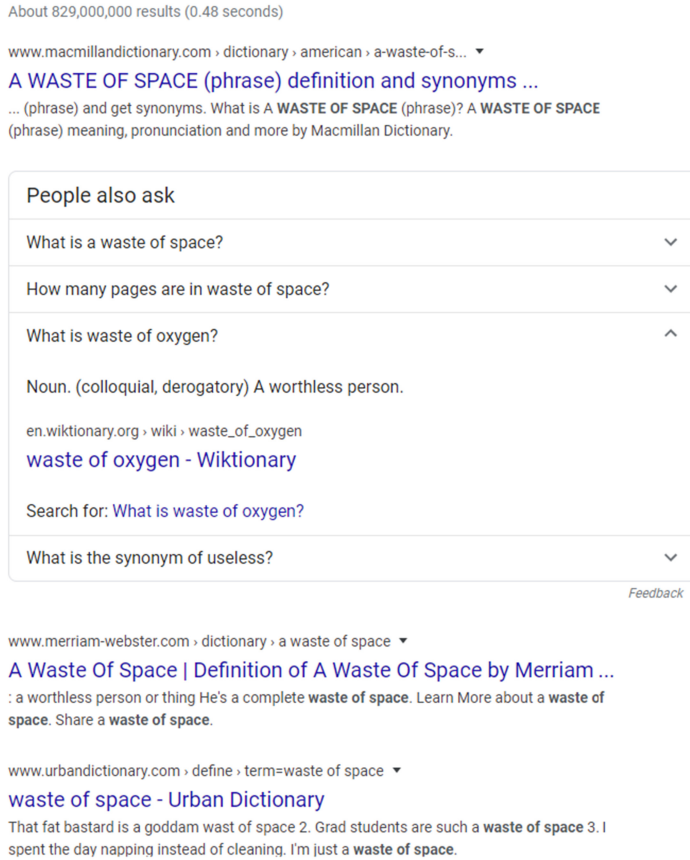 About 829,000,000 results (0.48 seconds)
www.macmillandictionary.com › dictionary › american › a-waste-of-s...
A WASTE OF SPACE (phrase) definition and synonyms ...
... (phrase) and get synonyms. What is A WASTE OF SPACE (phrase)? A WASTE OF SPACE
(phrase) meaning, pronunciation and more by Macmillan Dictionary.
People also ask
What is a waste of space?
How many pages are in waste of space?
What is waste of oxygen?
Noun. (colloquial, derogatory) A worthless person.
en.wiktionary.org › wiki › waste_of_oxygen
waste of oxygen - Wiktionary
Search for: What is waste of oxygen?
What is the synonym of useless?
Feedback
www.merriam-webster.com › dictionary › a waste of space
A Waste Of Space | Definition of A Waste Of Space by Merriam ...
: a worthless person or thing He's a complete waste of space. Learn More about a waste of
space. Share a waste of space.
www.urbandictionary.com › define › term=waste of space
waste of space - Urban Dictionary
That fat bastard is a goddam wast of space 2. Grad students are such a waste of space 3. I
spent the day napping instead of cleaning. I'm just a waste of space.